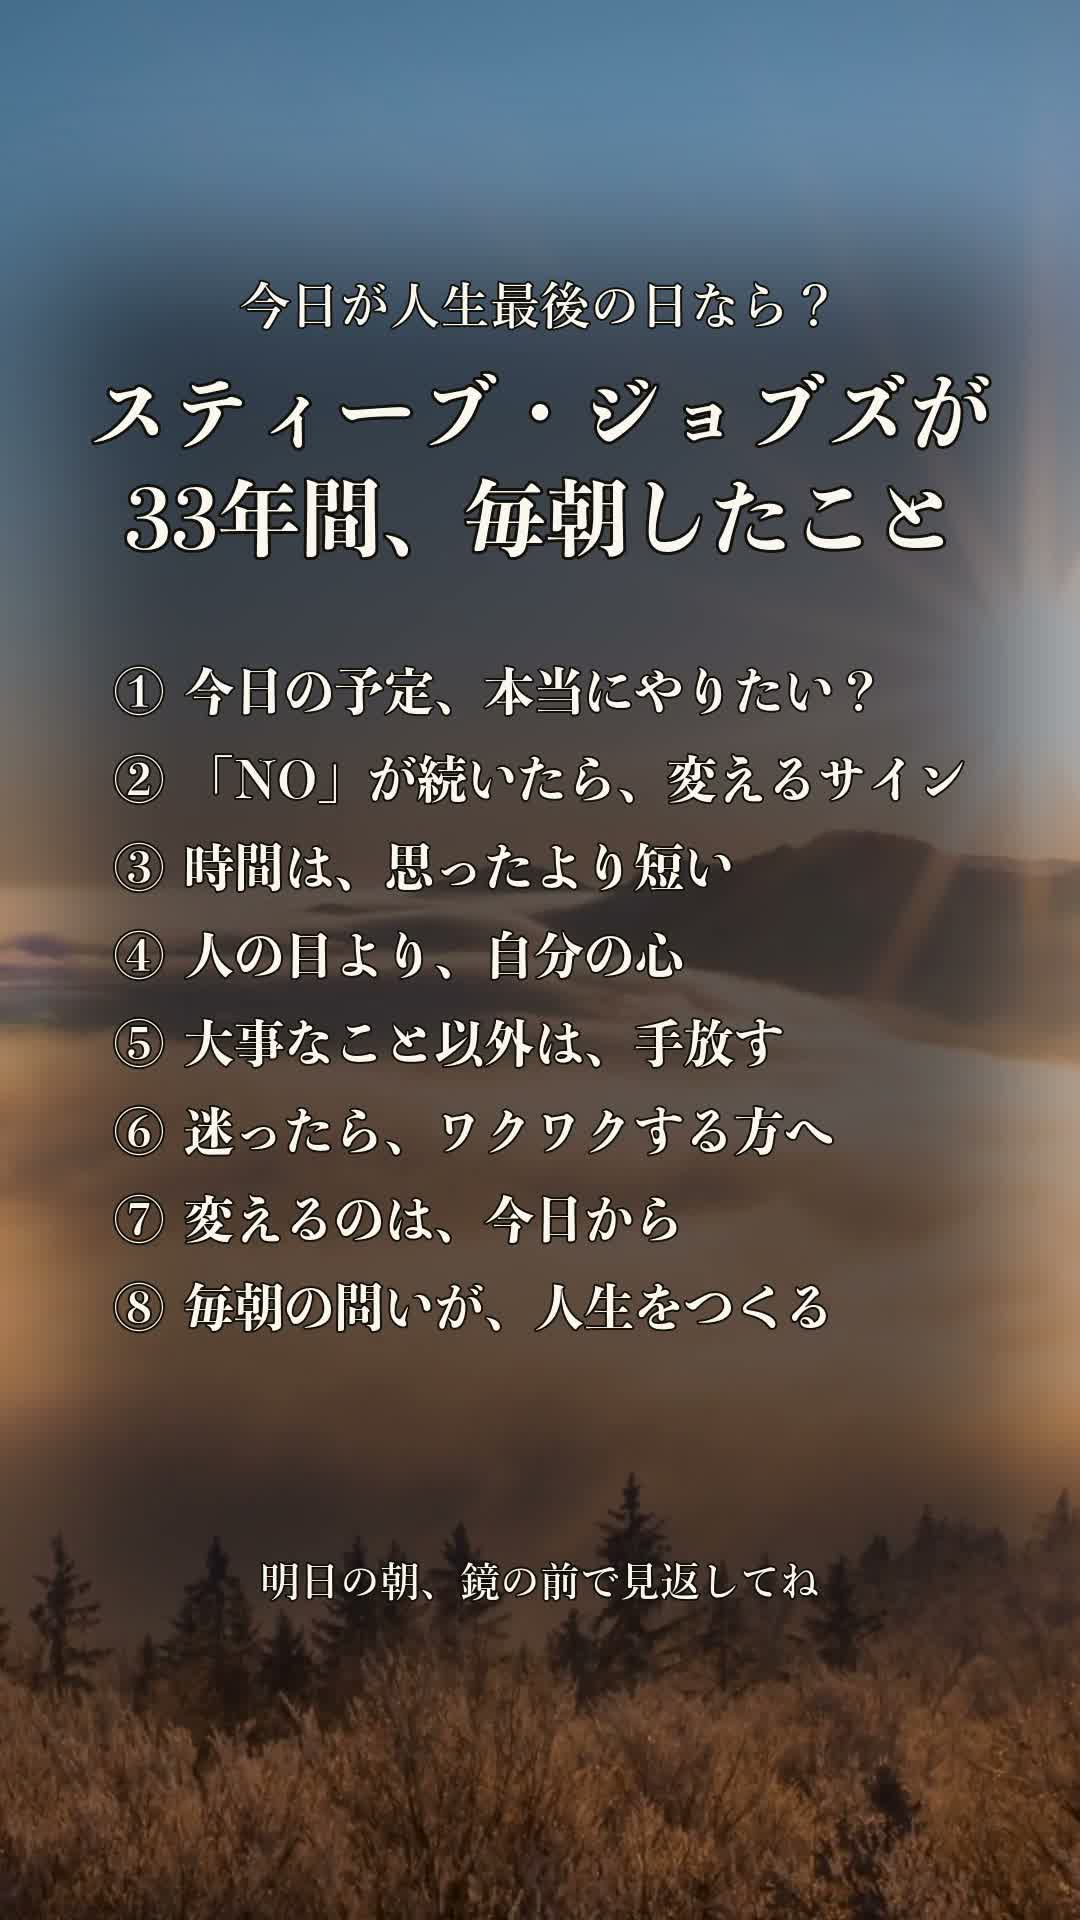 今日が人生最後の日なら？
スティーブ・ジョブズが
33年間、毎朝したこと
① 今日の予定、本当にやりたい？
② 「NO」が続いたら、変えるサイン
③ 時間は、思ったより短い
④ 人の目より、自分の心
⑤ 大事なこと以外は、手放す
⑥ 迷ったら、ワクワクする方へ
⑦ 変えるのは、今日から
⑧ 毎朝の問いが、人生をつくる
明日の朝、鏡の前で見返してね